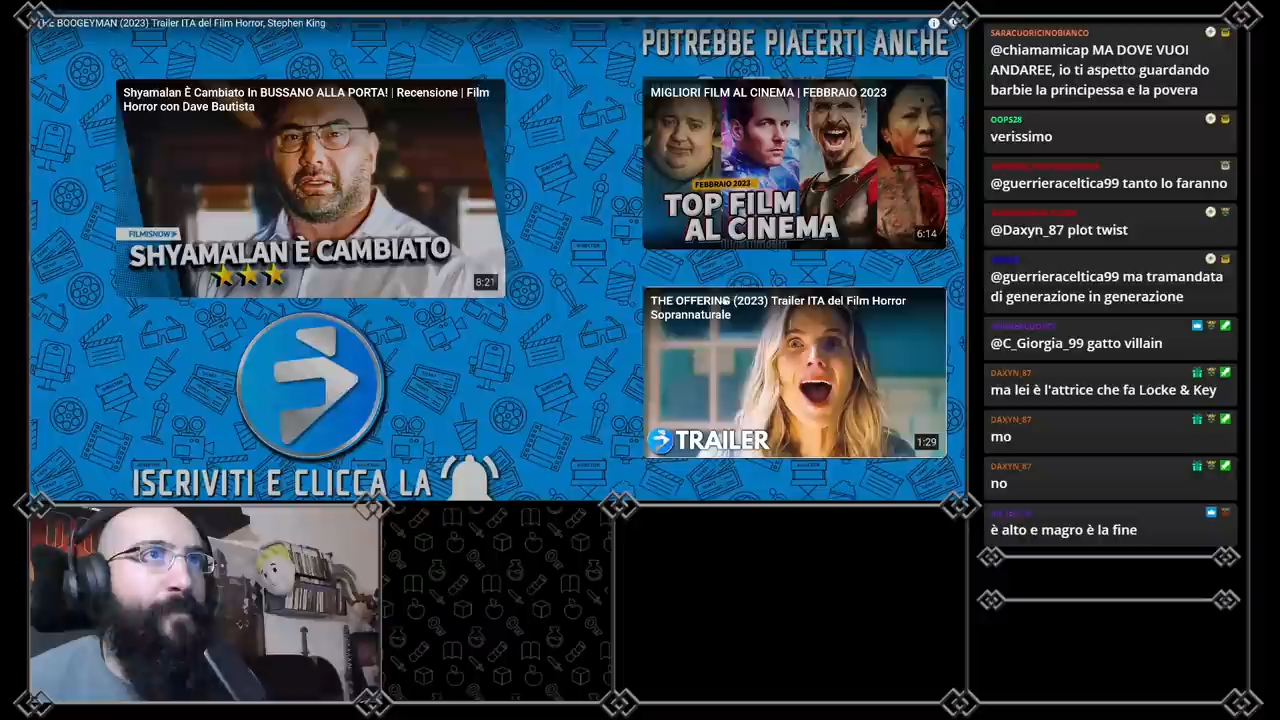 THE BOOGEYMAN (2023) Trailer ITA del Film Horror, Stephen King
POTREBBE PIACERTI ANCHE
Shyamalan È Cambiato In BUSSANO ALLA PORTA! | Recensione | Film
Horror con Dave Bautista
FILMISNOW
SHYAMALAN È CAMBIATO
8:21
MIGLIORI FILM AL CINEMA | FEBBRAIO 2023
FEBBRAIO 2023
TOP FILM
AL CINEMA
6:14
THE OFFERING (2023) Trailer ITA del Film Horror
Soprannaturale
TRAILER
1:29
ISCRIVITI E CLICCA LA
SARACUORICINOBIANCO
@chiamamicap MA DOVE VUOI
ANDAREE, io ti aspetto guardando
barbie la principessa e la povera
OOPS28
verissimo
@guerrieraceltica99 tanto lo faranno
@Daxyn_87 plot twist
@guerrieraceltica99 ma tramandata
di generazione in generazione
@C_Giorgia_99 gatto villain
DAXYN_87
ma lei è l'attrice che fa Locke & Key
DAXYN_87
mo
DAXYN_87
no
è alto e magro è la fine